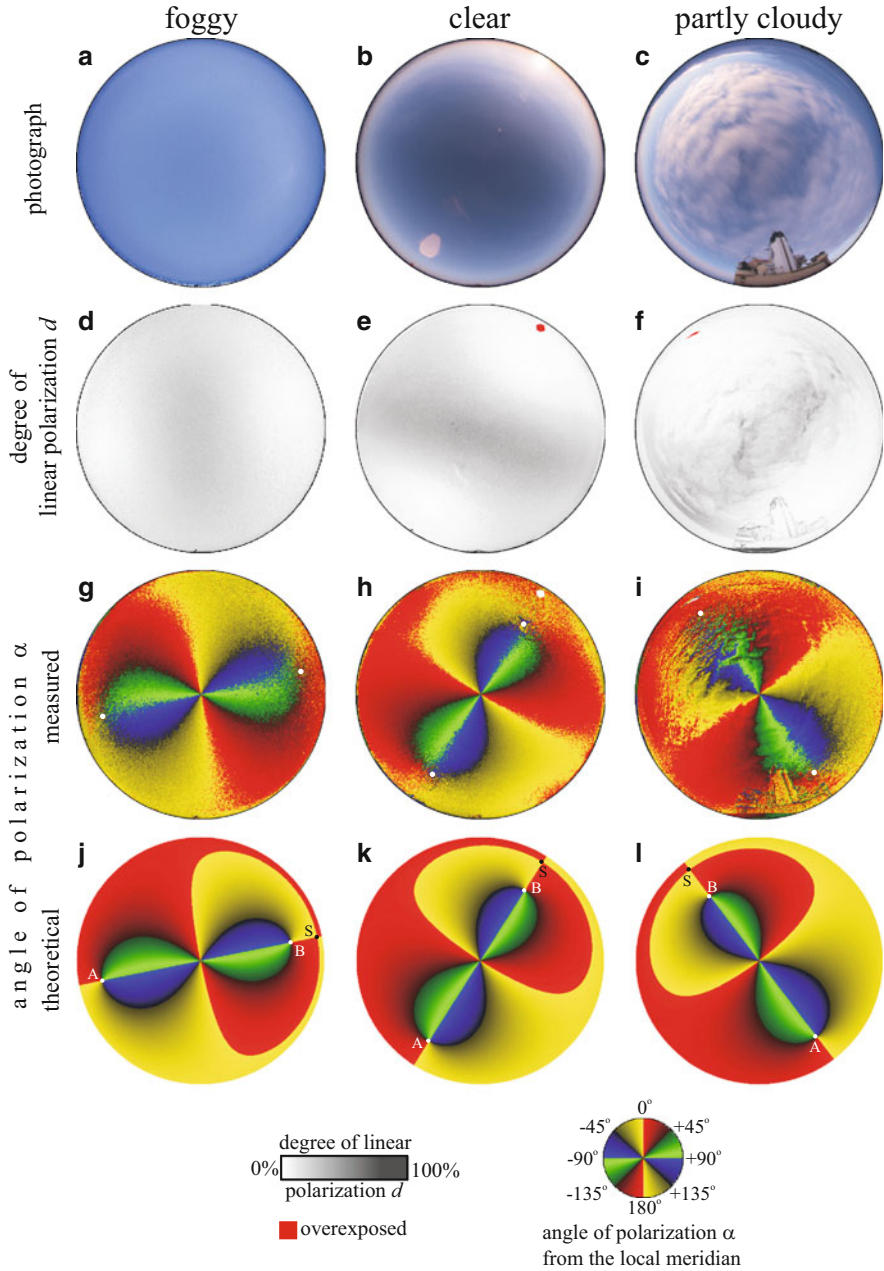 foggy clear partly cloudy
a b c
photograph
d e f
degree of
linear polarization d
g h i
measured
angle of polarization α
j k l
theoretical
A B S
A B S
A B S
degree of linear
0% 100%
polarization d
overexposed
0°
-45° +45°
-90° +90°
-135° +135°
180°
angle of polarization α
from the local meridian